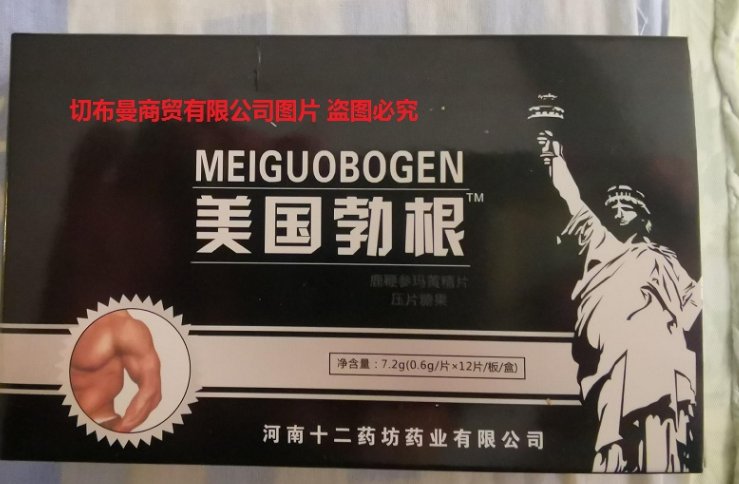 切布曼商贸有限公司图片 盗图必究
MEIGUOBOGEN
美国勃根™
鹿鞭参玛黄精片
压片糖果
净含量：7.2g(0.6g/片×12片/板/盒)
河南十二药坊药业有限公司